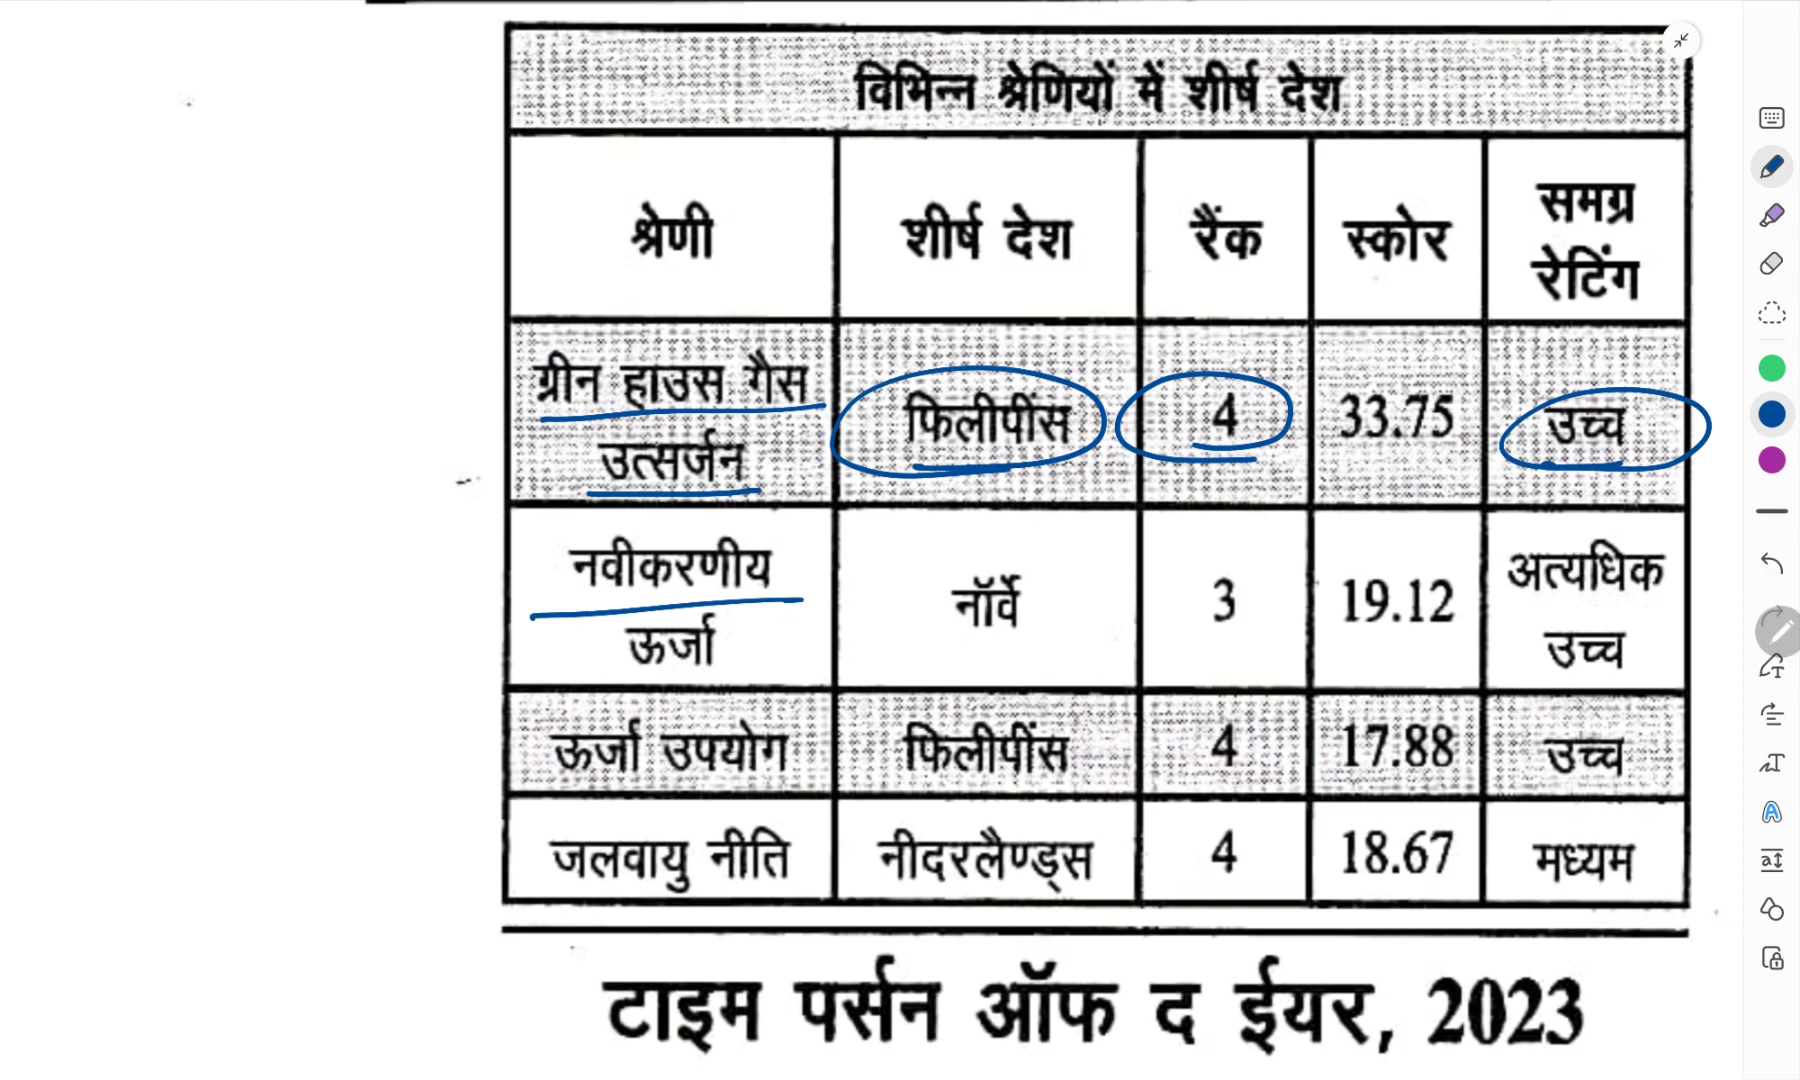 विभिन्न श्रेणियों में शीर्ष देश
श्रेणी शीर्ष देश रैंक स्कोर समग्र रेटिंग
ग्रीन हाउस गैस उत्सर्जन फिलीपींस 4 33.75 उच्च
नवीकरणीय ऊर्जा नॉर्वे 3 19.12 अत्यधिक उच्च
ऊर्जा उपयोग फिलीपींस 4 17.88 उच्च
जलवायु नीति नीदरलैण्ड्स 4 18.67 मध्यम
टाइम पर्सन ऑफ द ईयर, 2023